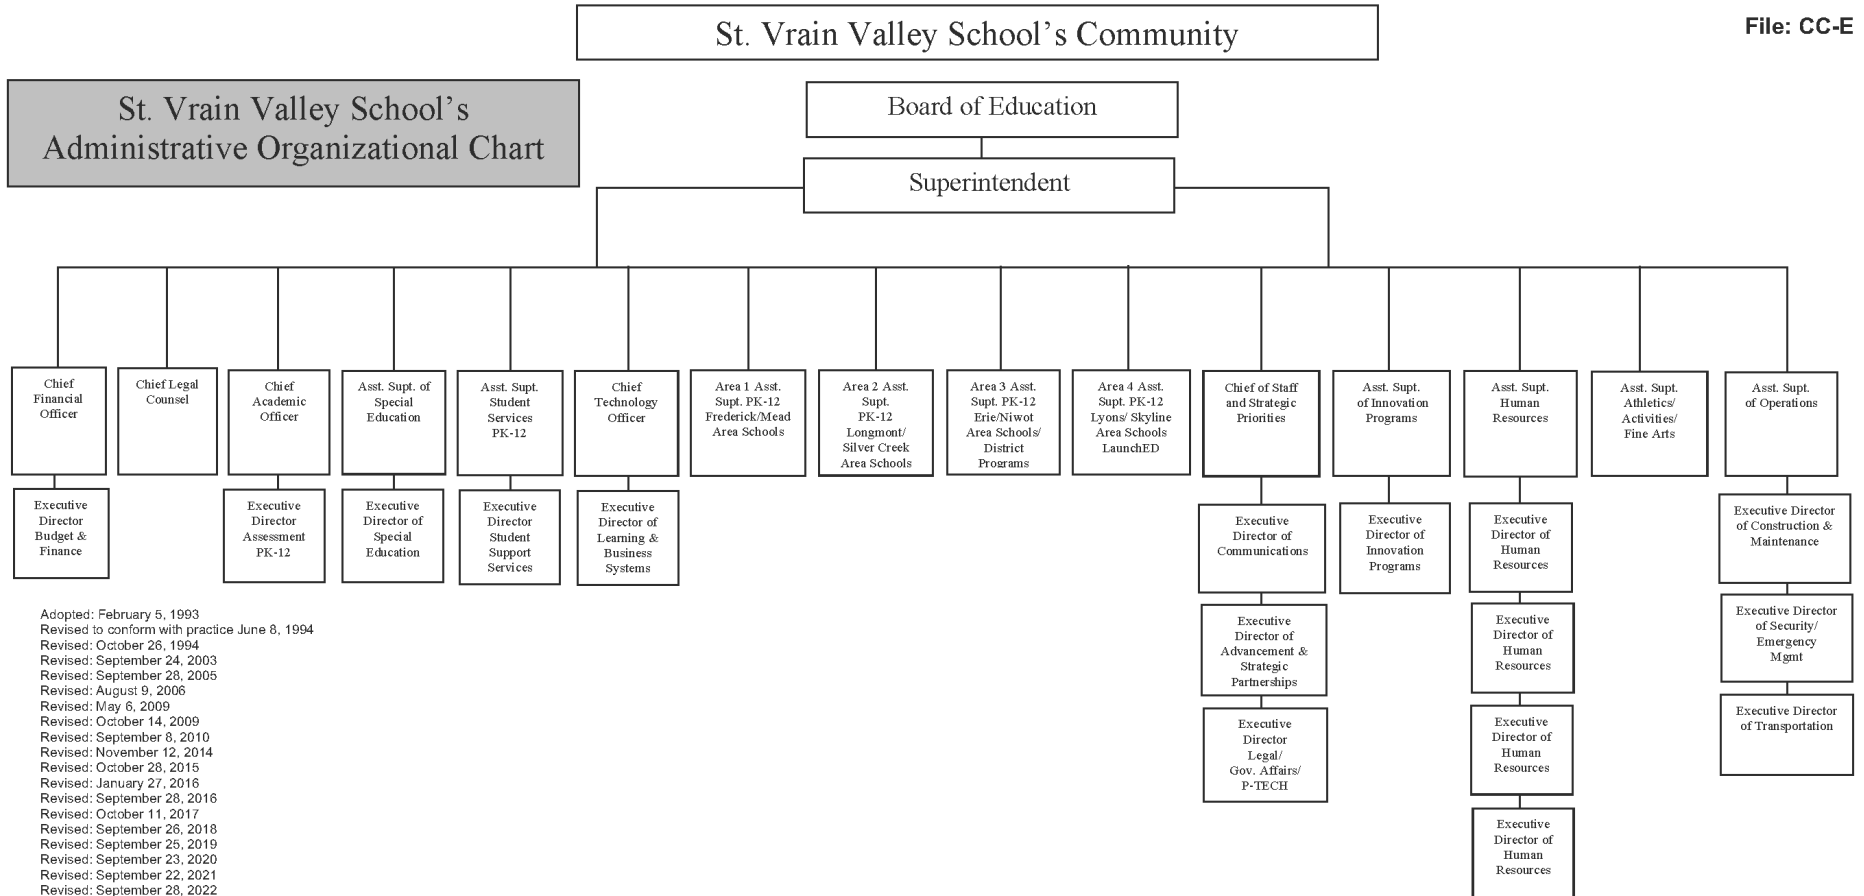 St. Vrain Valley School's Community
File: CC-E
St. Vrain Valley School's
Administrative Organizational Chart
Board of Education
Superintendent
Chief
Financial
Officer
Chief Legal
Counsel
Chief
Academic
Officer
Asst. Supt. of
Special
Education
Asst. Supt.
Student
Services
PK-12
Chief
Technology
Officer
Area 1 Asst.
Supt. PK-12
Frederick/Mead
Area Schools
Area 2 Asst.
Supt.
PK-12
Longmont/
Silver Creek
Area Schools
Area 3 Asst.
Supt. PK-12
Erie/Niwot
Area Schools/
District
Programs
Area 4 Asst.
Supt. PK-12
Lyons/ Skyline
Area Schools
LaunchED
Chief of Staff
and Strategic
Priorities
Asst. Supt.
of Innovation
Programs
Asst. Supt.
Human
Resources
Asst. Supt.
Athletics/
Activities/
Fine Arts
Asst. Supt.
of Operations
Executive
Director
Budget &
Finance
Executive
Director
Assessment
PK-12
Executive
Director of
Special
Education
Executive
Director
Student
Support
Services
Executive
Director of
Learning &
Business
Systems
Executive
Director of
Communications
Executive
Director of
Innovation
Programs
Executive
Director of
Human
Resources
Executive Director
of Construction &
Maintenance
Executive
Director of
Advancement &
Strategic
Partnerships
Executive
Director of
Human
Resources
Executive Director
of Security/
Emergency
Mgmt
Executive
Director
Legal/
Gov. Affairs/
P-TECH
Executive
Director of
Human
Resources
Executive Director
of Transportation
Executive
Director of
Human
Resources
Adopted: February 5, 1993
Revised to conform with practice June 8, 1994
Revised: October 26, 1994
Revised: September 24, 2003
Revised: September 28, 2005
Revised: August 9, 2006
Revised: May 6, 2009
Revised: October 14, 2009
Revised: September 8, 2010
Revised: November 12, 2014
Revised: October 28, 2015
Revised: January 27, 2016
Revised: September 28, 2016
Revised: October 11, 2017
Revised: September 26, 2018
Revised: September 25, 2019
Revised: September 23, 2020
Revised: September 22, 2021
Revised: September 28, 2022